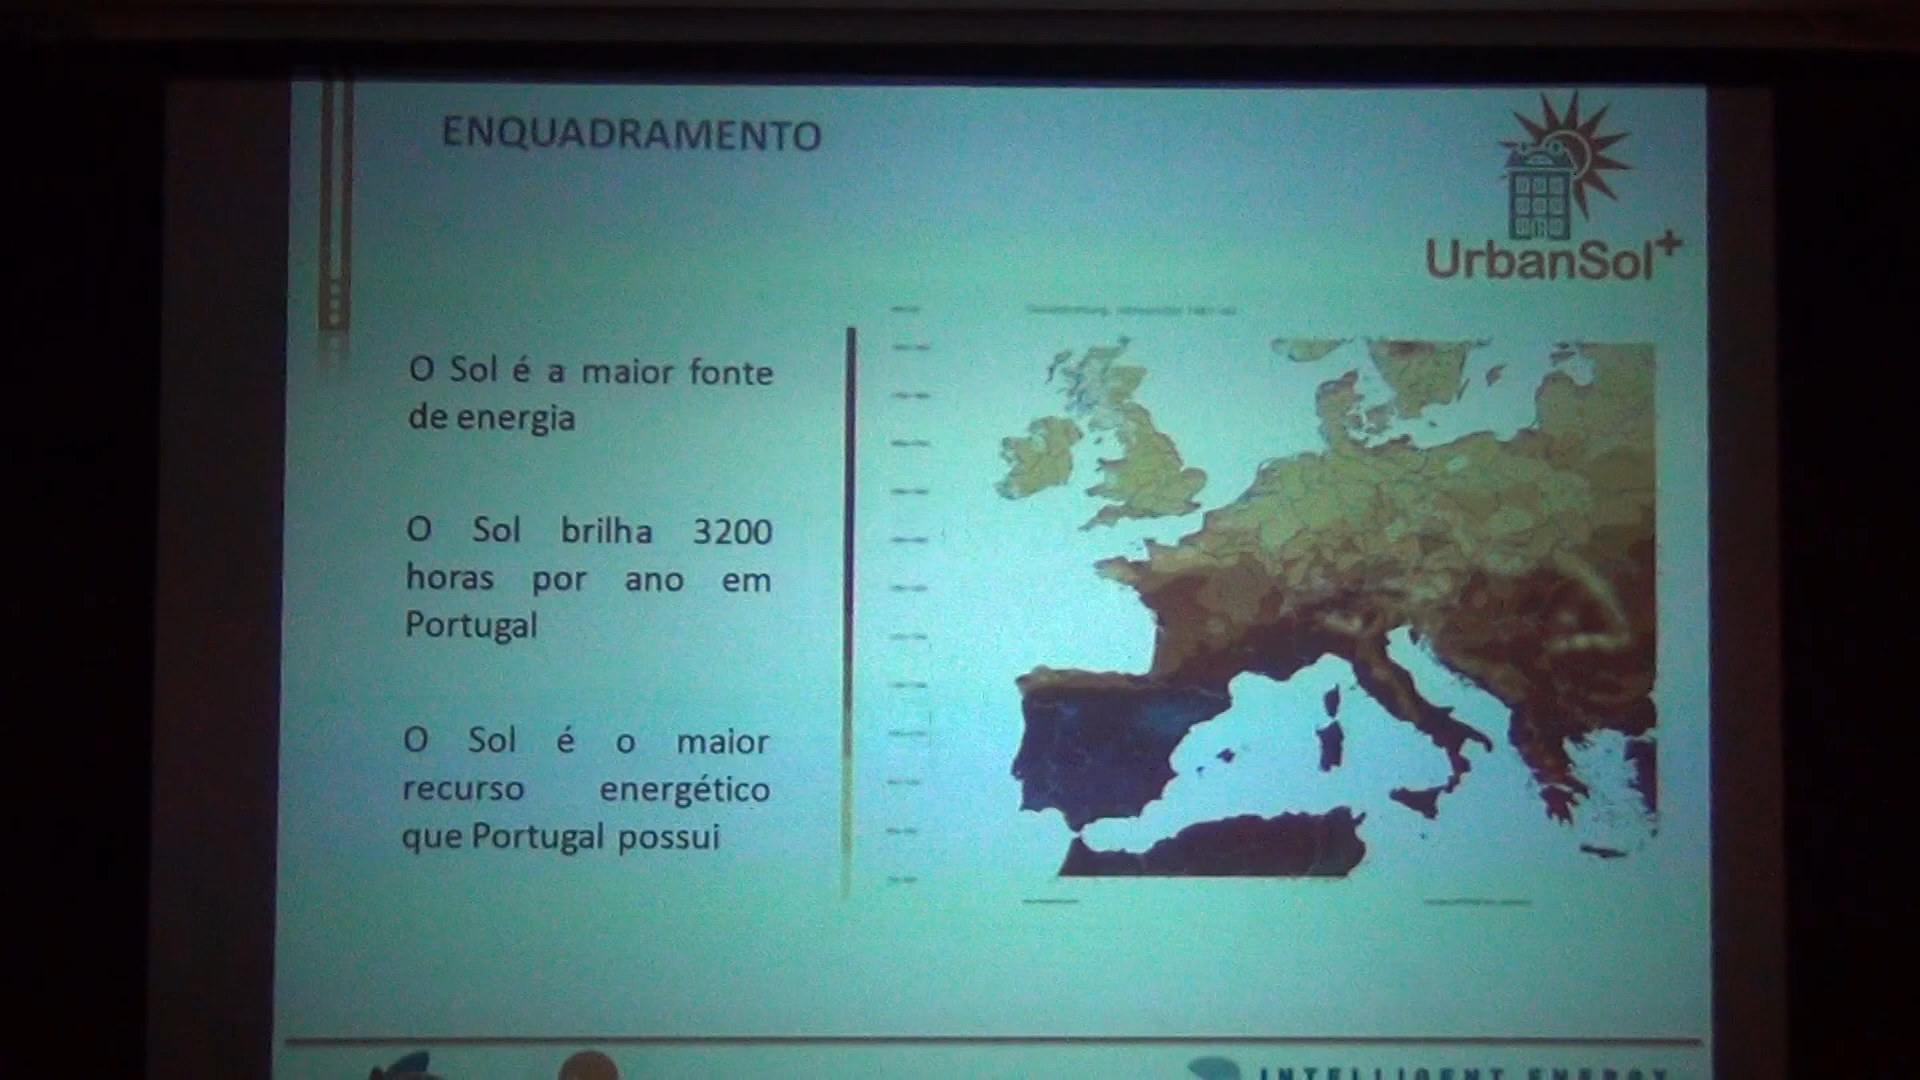 ENQUADRAMENTO
UrbanSol+
O Sol é a maior fonte
de energia
O Sol brilha 3200
horas por ano em
Portugal
O Sol é o maior
recurso energético
que Portugal possui
INTELLIGENT ENERGY